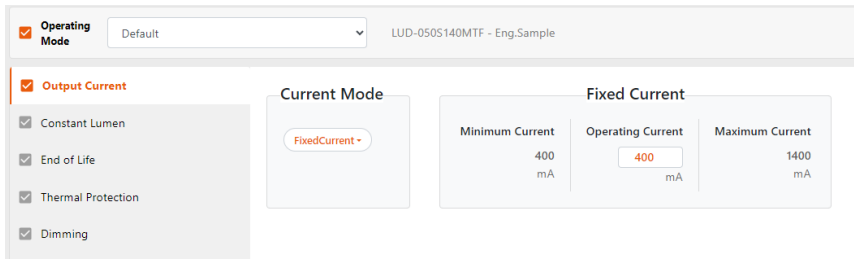 Operating
Mode
Default
LUD-050S140MTF - Eng.Sample
Output Current
Constant Lumen
End of Life
Thermal Protection
Dimming
Current Mode
FixedCurrent
Fixed Current
Minimum Current
400
mA
Operating Current
400
mA
Maximum Current
1400
mA